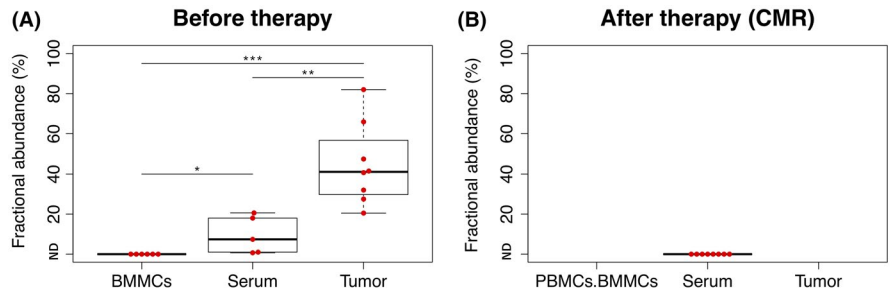 (A) Before therapy
Fractional abundance (%)
100
80
60
40
20
ND
***
**
*
BMMCs Serum Tumor
(B) After therapy (CMR)
Fractional abundance (%)
100
80
60
40
20
ND
PBMCs.BMMCs Serum Tumor